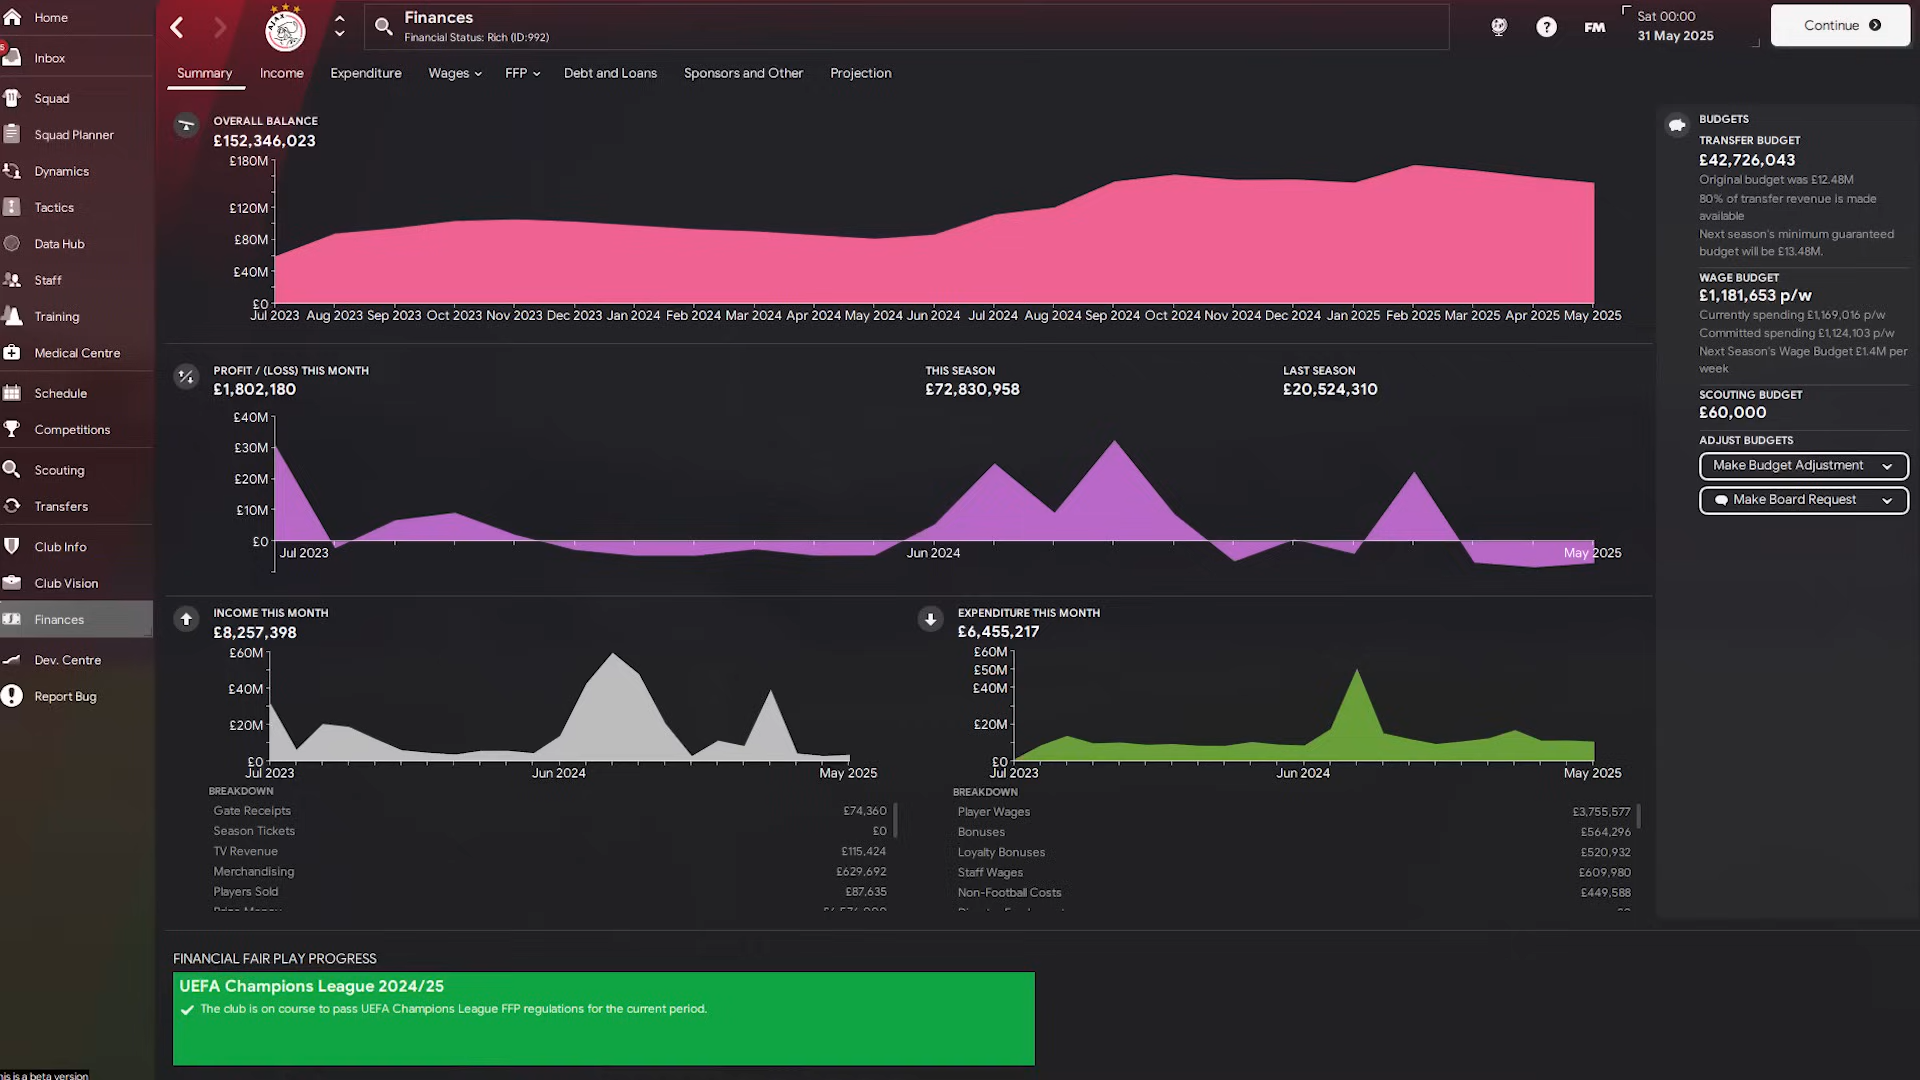 Home
Inbox
5
Squad
Squad Planner
Dynamics
Tactics
Data Hub
Staff
Training
Medical Centre
Schedule
Competitions
Scouting
Transfers
Club Info
Club Vision
Finances
Dev. Centre
Report Bug
his is a beta version
AJAX
Finances
Financial Status: Rich (ID:992)
FM
Sat 00:00
31 May 2025
Continue
Summary Income Expenditure Wages FFP Debt and Loans Sponsors and Other Projection
OVERALL BALANCE
£152,346,023
£180M
£120M
£80M
£40M
£0
Jul 2023 Aug 2023 Sep 2023 Oct 2023 Nov 2023 Dec 2023 Jan 2024 Feb 2024 Mar 2024 Apr 2024 May 2024 Jun 2024 Jul 2024 Aug 2024 Sep 2024 Oct 2024 Nov 2024 Dec 2024 Jan 2025 Feb 2025 Mar 2025 Apr 2025 May 2025
PROFIT / (LOSS) THIS MONTH
£1,802,180
THIS SEASON
£72,830,958
LAST SEASON
£20,524,310
£40M
£30M
£20M
£10M
£0
Jul 2023 Jun 2024 May 2025
INCOME THIS MONTH
£8,257,398
£60M
£40M
£20M
£0
Jul 2023 Jun 2024 May 2025
BREAKDOWN
Gate Receipts £74,360
Season Tickets £0
TV Revenue £115,424
Merchandising £629,692
Players Sold £87,635
EXPENDITURE THIS MONTH
£6,455,217
£60M
£50M
£40M
£20M
£0
Jul 2023 Jun 2024 May 2025
BREAKDOWN
Player Wages £3,755,577
Bonuses £564,296
Loyalty Bonuses £520,932
Staff Wages £609,980
Non-Football Costs £449,588
FINANCIAL FAIR PLAY PROGRESS
UEFA Champions League 2024/25
The club is on course to pass UEFA Champions League FFP regulations for the current period.
BUDGETS
TRANSFER BUDGET
£42,726,043
Original budget was £12.48M
80% of transfer revenue is made
available
Next season's minimum guaranteed
budget will be £13.48M.
WAGE BUDGET
£1,181,653 p/w
Currently spending £1,169,016 p/w
Committed spending £1,124,103 p/w
Next Season's Wage Budget £1.4M per
week
SCOUTING BUDGET
£60,000
ADJUST BUDGETS
Make Budget Adjustment
Make Board Request